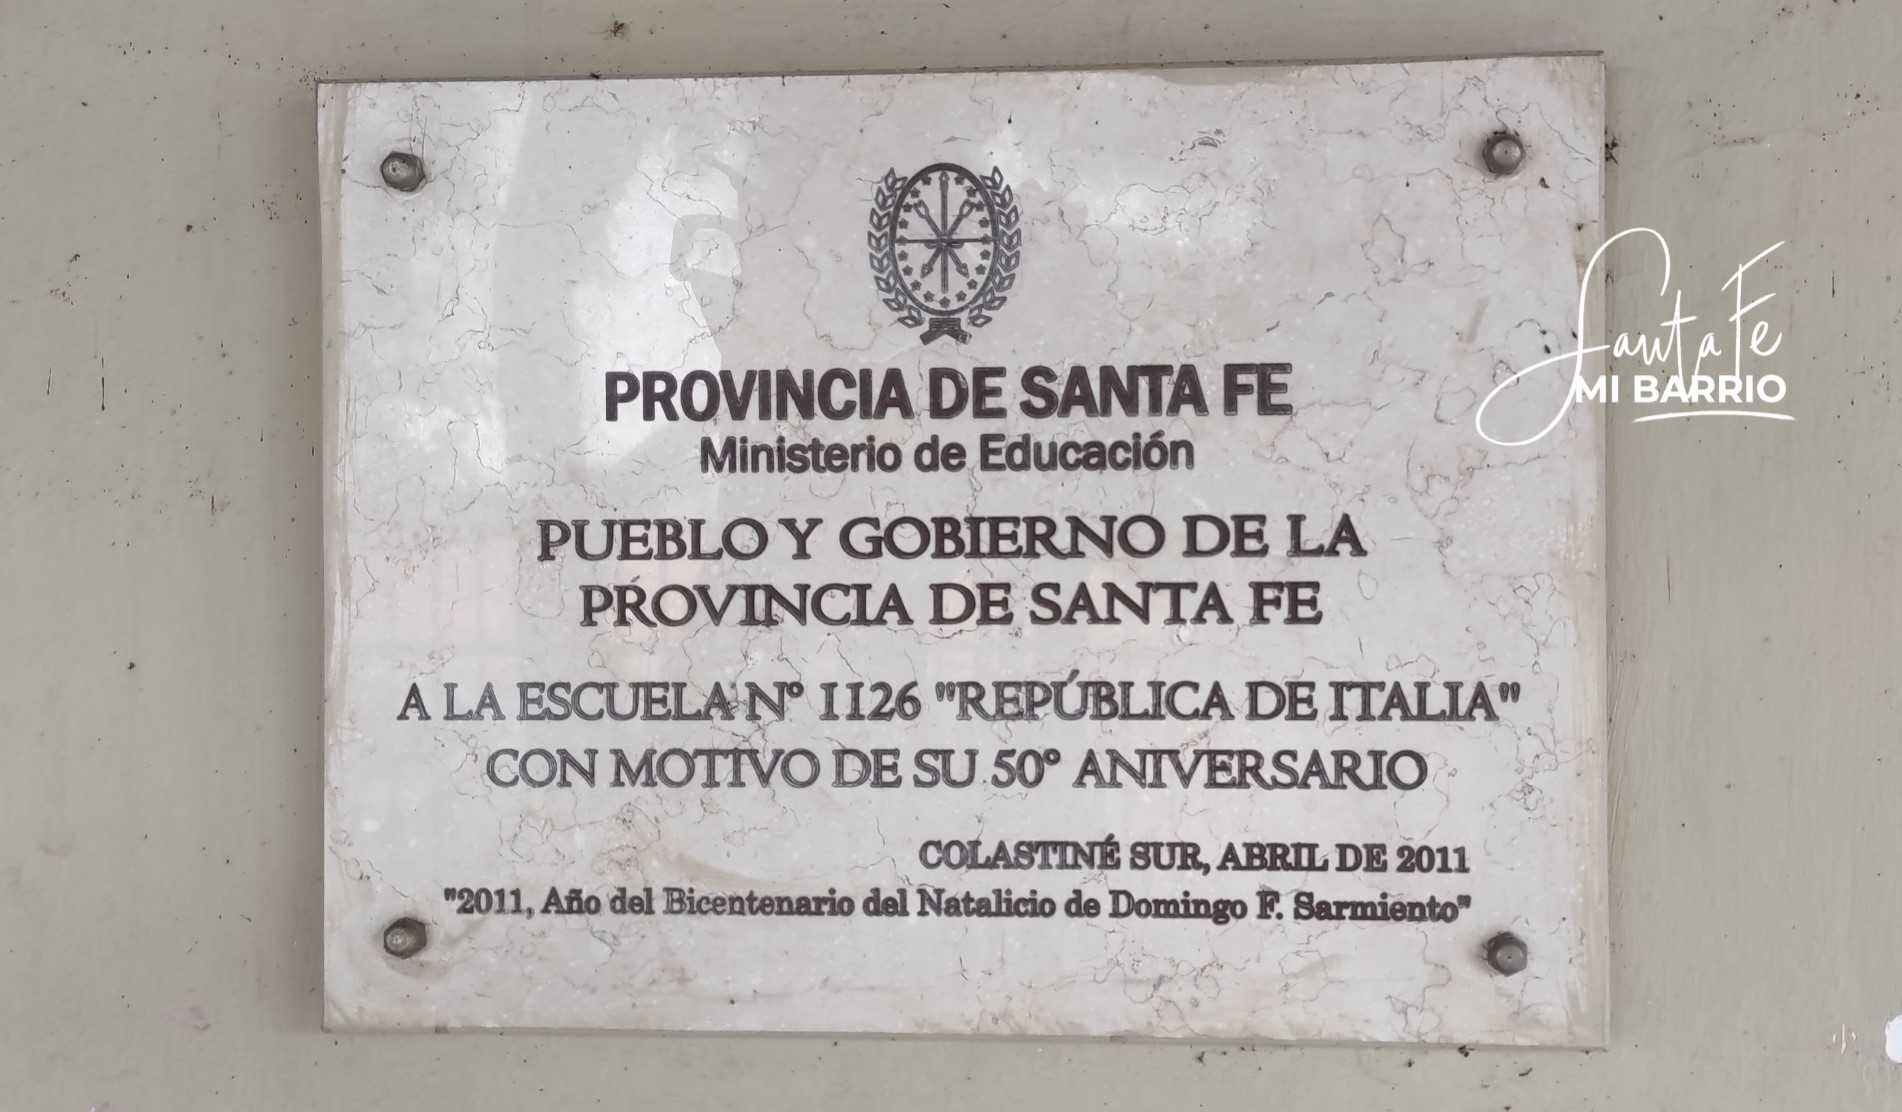 PROVINCIA DE SANTA FE
Ministerio de Educación
PUEBLO Y GOBIERNO DE LA
PROVINCIA DE SANTA FE
A LA ESCUELA Nº 1126 "REPÚBLICA DE ITALIA"
CON MOTIVO DE SU 50º ANIVERSARIO
COLASTINÉ SUR, ABRIL DE 2011
"2011, Año del Bicentenario del Natalicio de Domingo F. Sarmiento"
Santa Fe
MI BARRIO